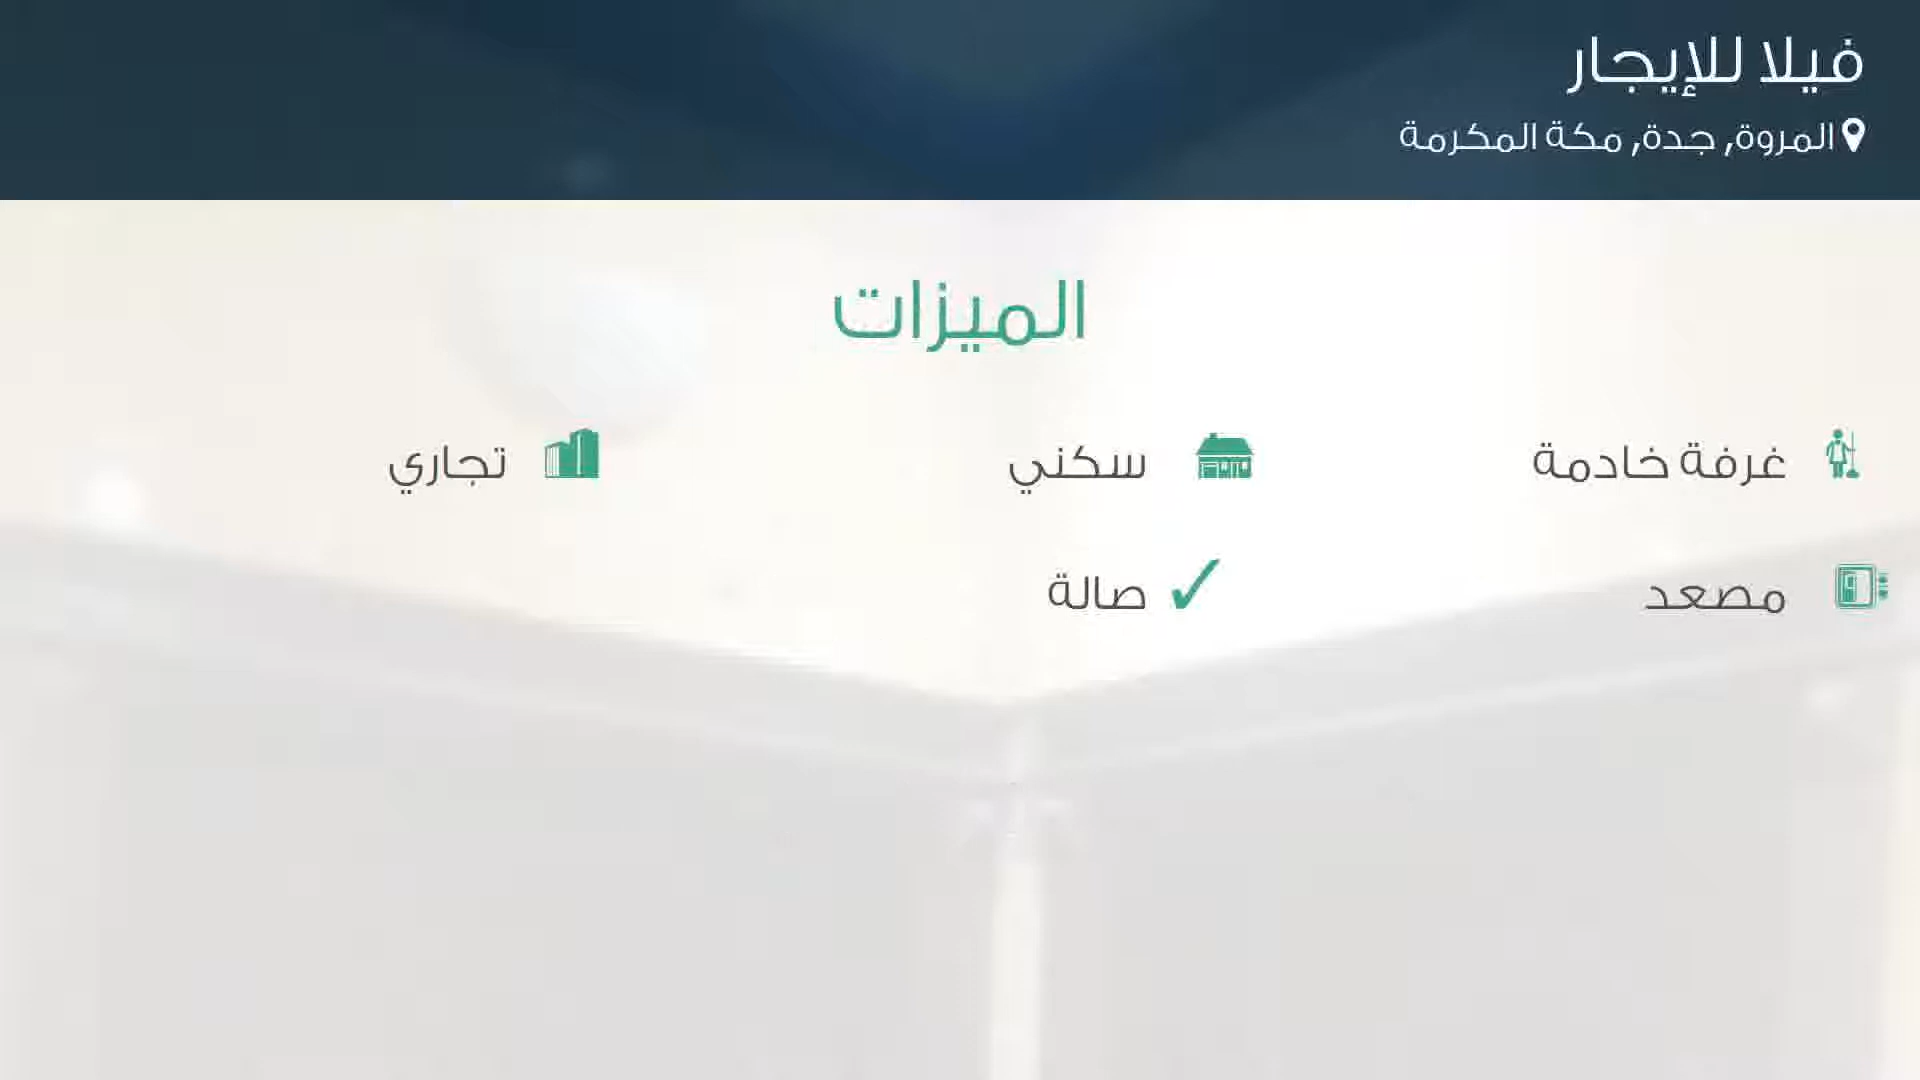 فيلا للإيجار
المروة, جدة, مكة المكرمة
الميزات
غرفة خادمة
سكني
تجاري
مصعد
صالة